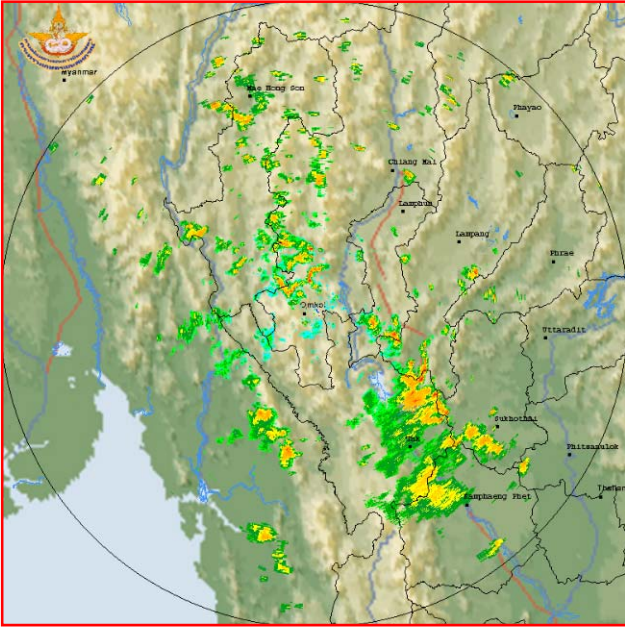 Myanmar
Mae Hong Son
Phayao
Chiang Mai
Lamphun
Lampang
Phrae
Omkoi
Uttaradit
Sukhothai
Tak
Phitsanulok
Kamphaeng Phet